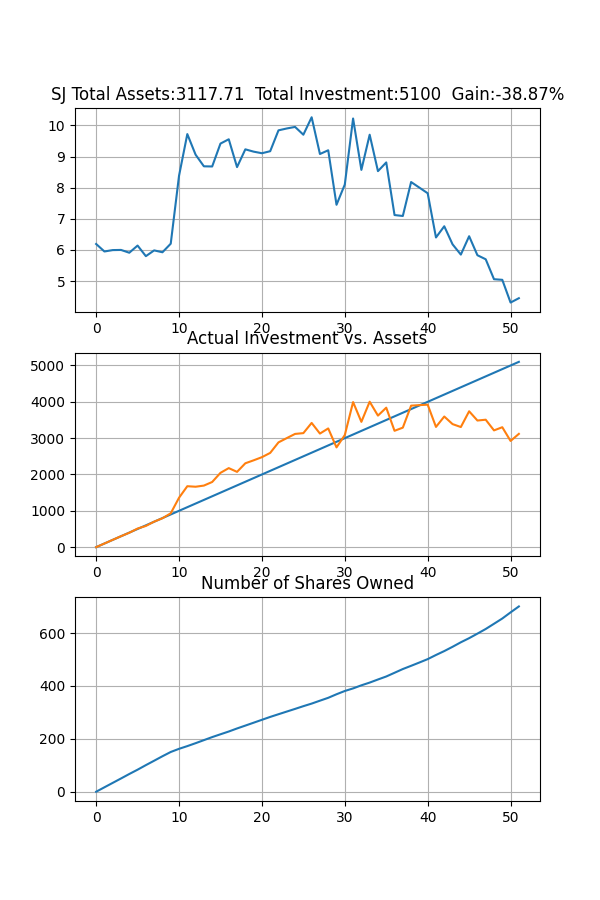 SJ Total Assets:3117.71  Total Investment:5100  Gain:-38.87%
10
9
8
7
6
5
0 10 20 30 40 50
Actual Investment vs. Assets
5000
4000
3000
2000
1000
0
0 10 20 30 40 50
Number of Shares Owned
600
400
200
0
0 10 20 30 40 50